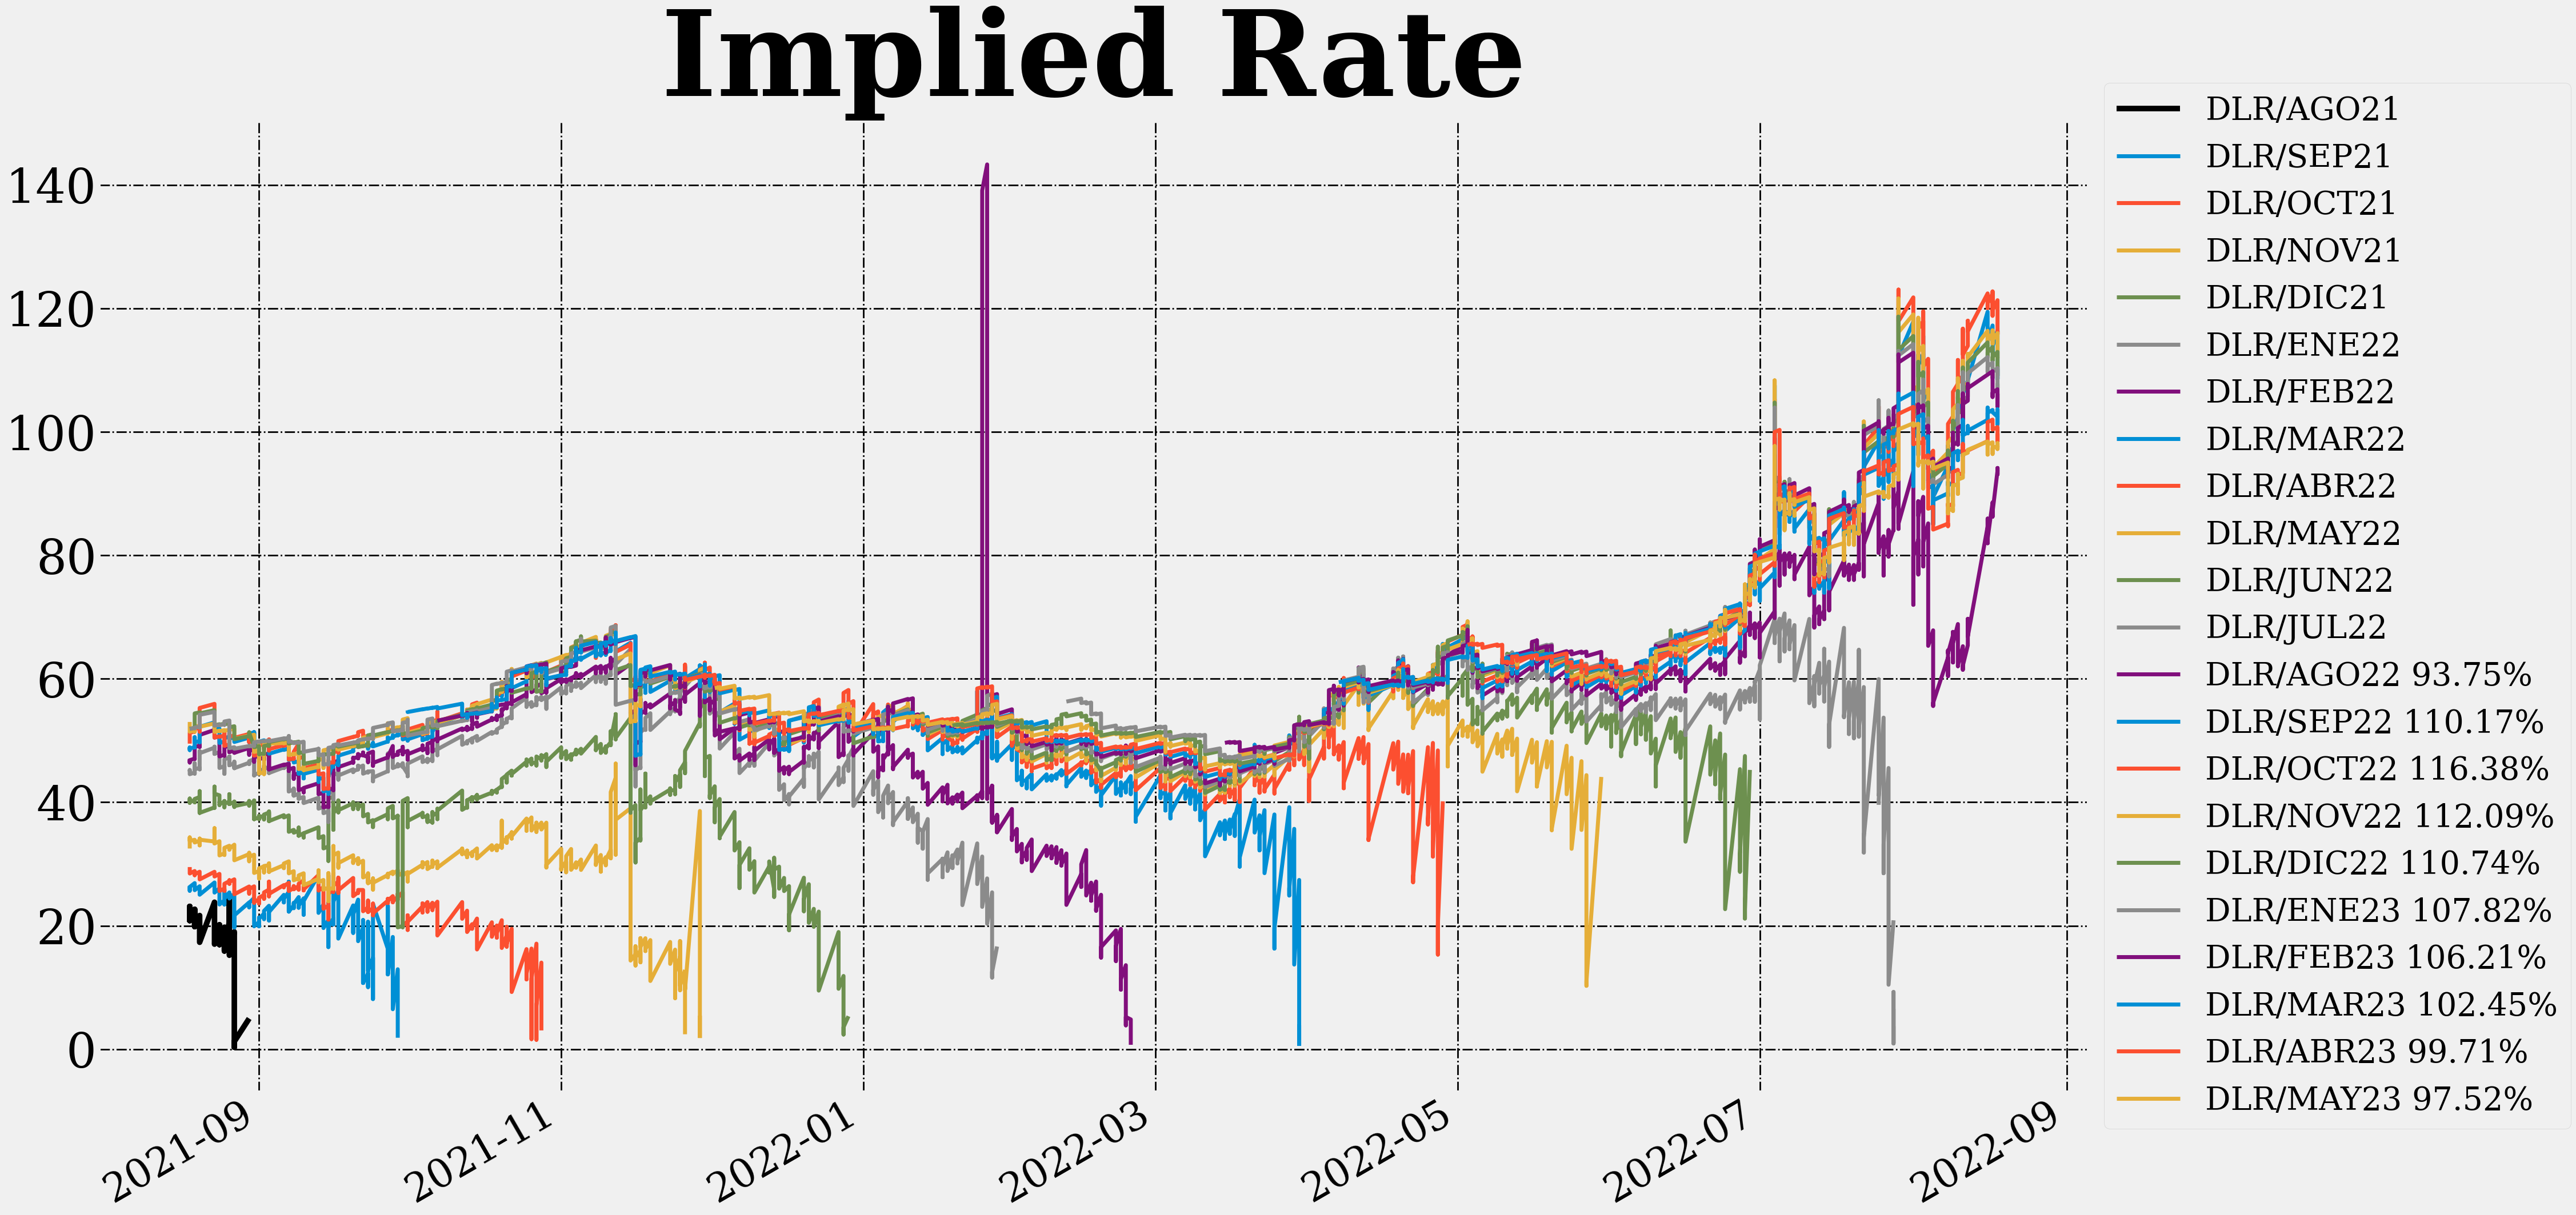 Implied Rate
140
120
100
80
60
40
20
0
2021-09
2021-11
2022-01
2022-03
2022-05
2022-07
2022-09
DLR/AGO21
DLR/SEP21
DLR/OCT21
DLR/NOV21
DLR/DIC21
DLR/ENE22
DLR/FEB22
DLR/MAR22
DLR/ABR22
DLR/MAY22
DLR/JUN22
DLR/JUL22
DLR/AGO22 93.75%
DLR/SEP22 110.17%
DLR/OCT22 116.38%
DLR/NOV22 112.09%
DLR/DIC22 110.74%
DLR/ENE23 107.82%
DLR/FEB23 106.21%
DLR/MAR23 102.45%
DLR/ABR23 99.71%
DLR/MAY23 97.52%